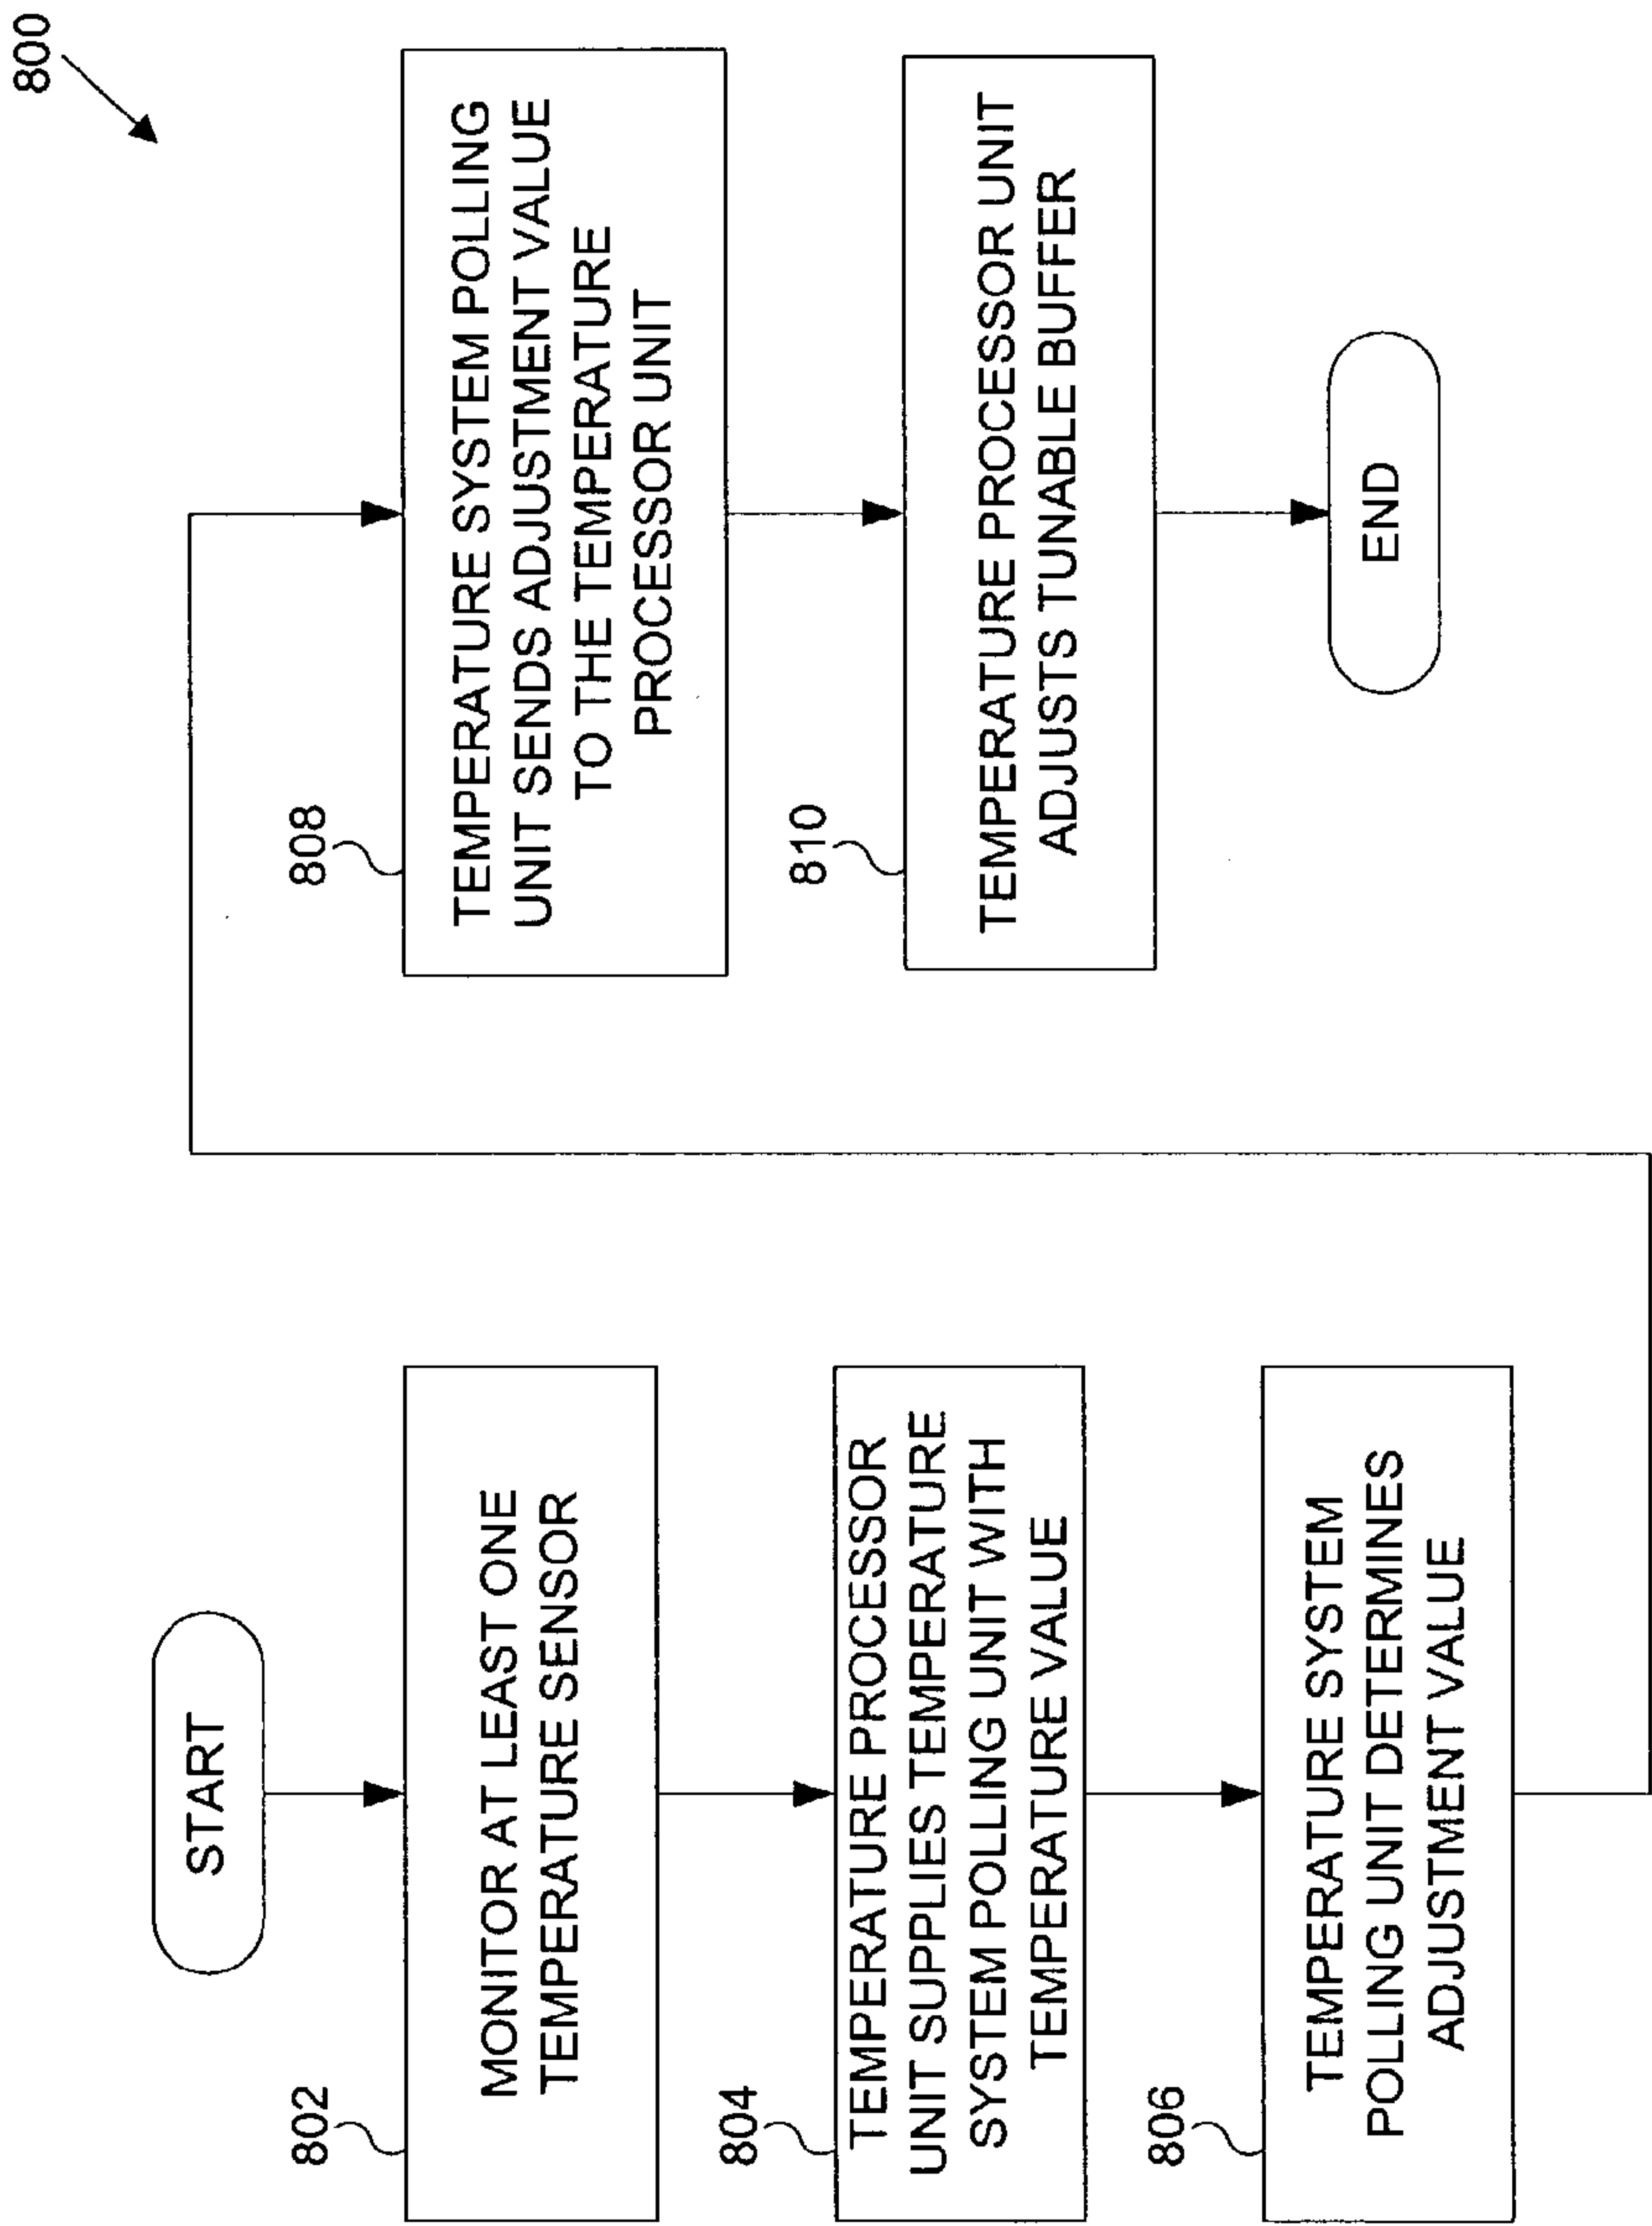 800
START
802
MONITOR AT LEAST ONE
TEMPERATURE SENSOR
804
TEMPERATURE PROCESSOR
UNIT SUPPLIES TEMPERATURE
SYSTEM POLLING UNIT WITH
TEMPERATURE VALUE
806
TEMPERATURE SYSTEM
POLLING UNIT DETERMINES
ADJUSTMENT VALUE
808
TEMPERATURE SYSTEM POLLING
UNIT SENDS ADJUSTMENT VALUE
TO THE TEMPERATURE
PROCESSOR UNIT
810
TEMPERATURE PROCESSOR UNIT
ADJUSTS TUNABLE BUFFER
END